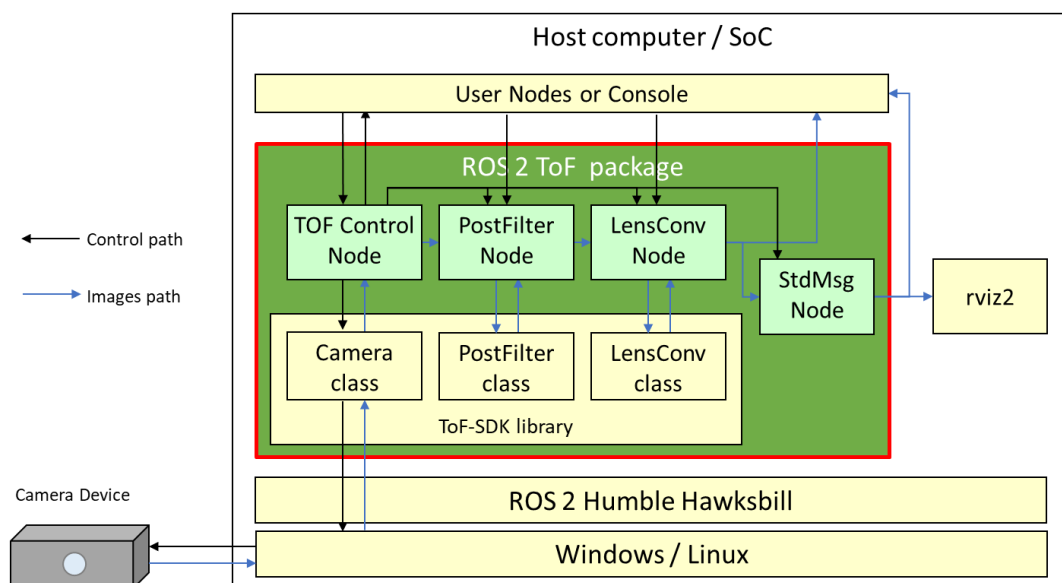 Host computer / SoC
User Nodes or Console
ROS 2 ToF package
TOF Control
Node
PostFilter
Node
LensConv
Node
StdMsg
Node
rviz2
Control path
Images path
Camera
class
PostFilter
class
LensConv
class
ToF-SDK library
ROS 2 Humble Hawksbill
Windows / Linux
Camera Device